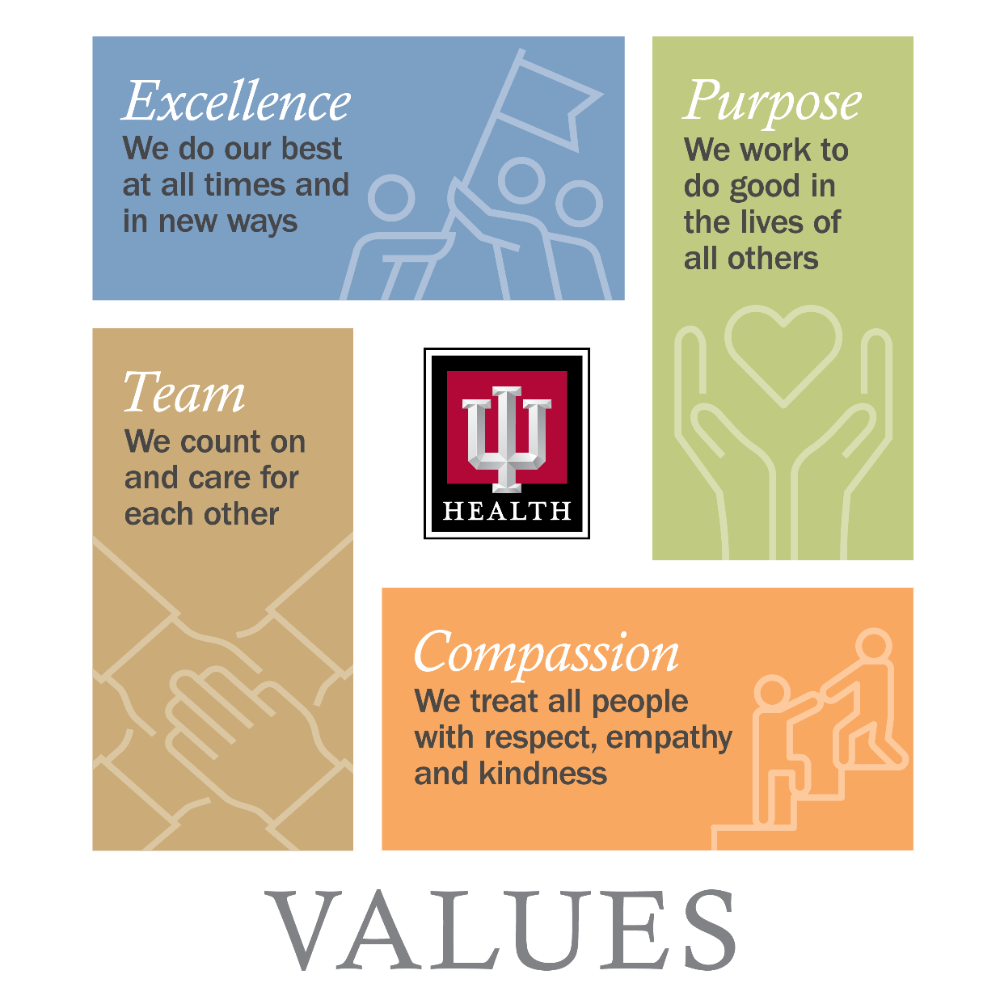 Excellence
We do our best
at all times and
in new ways
Purpose
We work to
do good in
the lives of
all others
Team
We count on
and care for
each other
HEALTH
Compassion
We treat all people
with respect, empathy
and kindness
VALUES